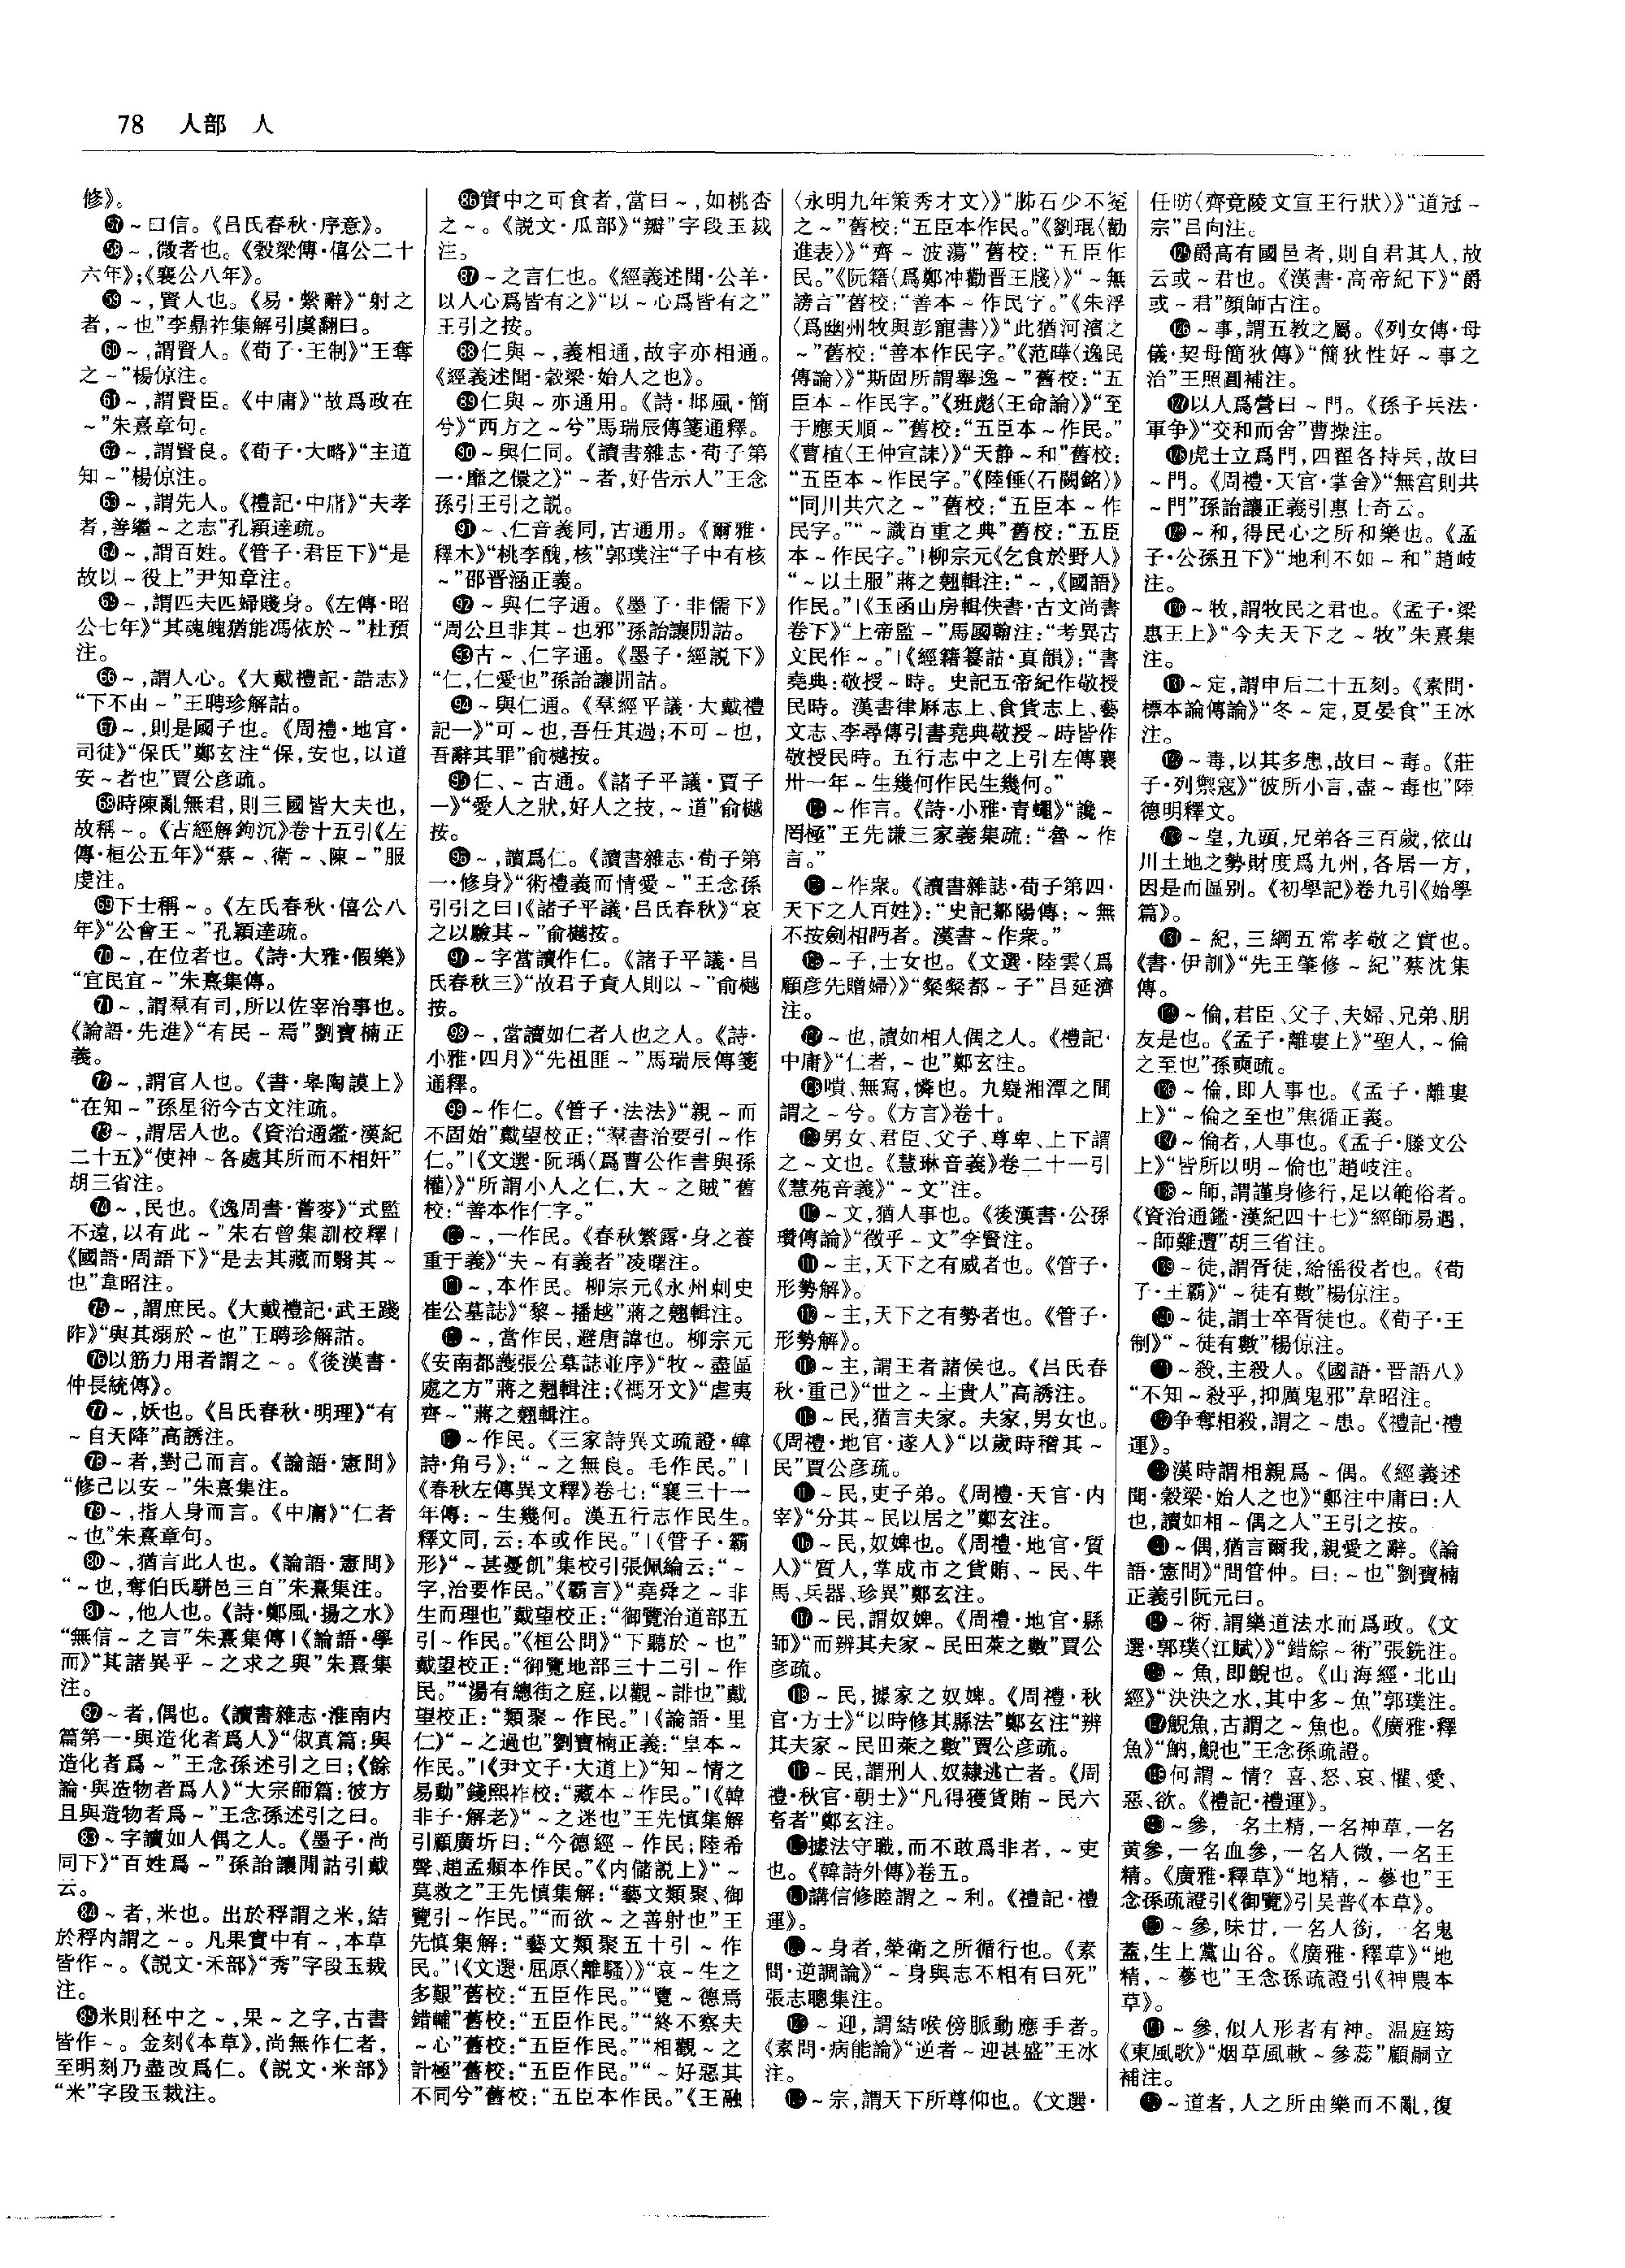 78 人部 人
修》。
~曰信。《吕氏春秋·序意》。
~,微者也。《穀梁傳·僖公二十
六年》;《襄公八年》。
~,賢人也。《易·繫辭》“射之
者,~也”李鼎祚集解引虞翻曰。
~,謂賢人。《荀子·王制》“王奪
之~”楊倞注。
~,謂賢臣。《中庸》“故爲政在
~”朱熹章句。
~,謂賢良。《荀子·大略》“主道
知~”楊倞注。
~,謂先人。《禮記·中庸》“夫孝
者,善繼~之志”孔穎達疏。
~,謂百姓。《管子·君臣下》“是
故以~役上”尹知章注。
~,謂匹夫匹婦賤身。《左傳·昭
公七年》“其魂魄猶能馮依於~”杜預
注。
~,謂人心。《大戴禮記·誥志》
“下不由~”王聘珍解詁。
~,則是國子也。《周禮·地官·
司徒》“保氏”鄭玄注“保,安也,以道
安~者也”賈公彦疏。
時陳亂無君,則三國皆大夫也,
故稱~。《古經解鉤沉》卷十五引《左
傳·桓公五年》“蔡~、衛~、陳~”服
虔注。
下士稱~。《左氏春秋·僖公八
年》“公會王~”孔穎達疏。
~,在位者也。《詩·大雅·假樂》
“宜民宜~”朱熹集傳。
~,謂羣有司,所以佐宰治事也。
《論語·先進》“有民~焉”劉寶楠正
義。
~,謂官人也。《書·皋陶謨上》
“在知~”孫星衍今古文注疏。
~,謂居人也。《資治通鑑·漢紀
二十五》“使神~各處其所而不相奸”
胡三省注。
~,民也。《逸周書·嘗麥》“式監
不遠,以有此~”朱右曾集訓校釋|
《國語·周語下》“是去其藏而翳其~
也”韋昭注。
~,謂庶民。《大戴禮記·武王踐
阼》“與其溺於~也”王聘珍解詁。
以筋力用者謂之~。《後漢書·
仲長統傳》。
~,妖也。《吕氏春秋·明理》“有
~自天降”高誘注。
~者,對己而言。《論語·憲問》
“修己以安~”朱熹集注。
~,指人身而言。《中庸》“仁者
~也”朱熹章句。
~,猶言此人也。《論語·憲問》
“~也,奪伯氏駢邑三百”朱熹集注。
~,他人也。《詩·鄭風·揚之水》
“無信~之言”朱熹集傳|《論語·學
而》“其諸異乎~之求之與”朱熹集
注。
~者,偶也。《讀書雜志·淮南内
篇第一·與造化者爲人》“俶真篇:與
造化者爲~”王念孫述引之曰;《餘
論·與造物者爲人》“大宗師篇:彼方
且與造物者爲~”王念孫述引之曰。
~字讀如人偶之人。《墨子·尚
同下》“百姓爲~”孫詒讓閒詁引戴
云。
~者,米也。出於稃謂之米,結
於稃内謂之~。凡果實中有~,本草
皆作~。《説文·禾部》“秀”字段玉裁
注。
米則秠中之~,果~之字,古書
皆作~。金刻《本草》,尚無作仁者,
至明刻乃盡改爲仁。《説文·米部》
“米”字段玉裁注。
實中之可食者,當曰~,如桃杏
之~。《説文·瓜部》“瓣”字段玉裁
注。
~之言仁也。《經義述聞·公羊·
以人心爲皆有之》“以~心爲皆有之”
王引之按。
仁與~,義相通,故字亦相通。
《經義述聞·穀梁·始人之也》。
仁與~亦通用。《詩·邶風·簡
兮》“西方之~兮”馬瑞辰傳箋通釋。
~與仁同。《讀書雜志·荀子第
一·靡之儇之》“~者,好告示人”王念
孫引王引之説。
~、仁音義同,古通用。《爾雅·
釋木》“桃李醜,核”郭璞注“子中有核
~”邵晋涵正義。
~與仁字通。《墨子·非儒下》
“周公旦非其~也邪”孫詒讓閒詁。
古~、仁字通。《墨子·經説下》
“仁,仁愛也”孫詒讓閒詁。
~與仁通。《羣經平議·大戴禮
記一》“可~也,吾任其過;不可~也,
吾辭其罪”俞樾按。
仁、~古通。《諸子平議·賈子
一》“愛人之狀,好人之技,~道”俞樾
按。
~,讀爲仁。《讀書雜志·荀子第
一·修身》“術禮義而情愛~”王念孫
引引之曰|《諸子平議·吕氏春秋》“哀
之以驗其~”俞樾按。
~字當讀作仁。《諸子平議·吕
氏春秋三》“故君子責人則以~”俞樾
按。
~,當讀如仁者人也之人。《詩·
小雅·四月》“先祖匪~”馬瑞辰傳箋
通釋。
~作仁。《管子·法法》“親~而
不固始”戴望校正:“羣書治要引~作
仁。”|《文選·阮瑀〈爲曹公作書與孫
權〉》“所謂小人之仁,大~之賊”舊
校:“善本作仁字。”
~,一作民。《春秋繁露·身之養
重于義》“夫~有義者”凌曙注。
~,本作民。柳宗元《永州刺史
崔公墓誌》“黎~播越”蔣之翹輯注。
~,當作民,避唐諱也。柳宗元
《安南都護張公墓誌並序》“牧~盡區
處之方”蔣之翹輯注;《禡牙文》“虐夷
齊~”蔣之翹輯注。
~作民。《三家詩異文疏證·韓
詩·角弓》:“~之無良。毛作民。”|
《春秋左傳異文釋》卷七:“襄三十一
年傳:~生幾何。漢五行志作民生。
釋文同,云:本或作民。”|《管子·霸
形》“~甚憂飢”集校引張佩綸云:“~
字,治要作民。”《霸言》“堯舜之~非
生而理也”戴望校正:“御覽治道部五
引~作民。”《桓公問》“下聽於~也”
戴望校正:“御覽地部三十二引~作
民。”“湯有總街之庭,以觀~誹也”戴
望校正:“類聚~作民。”|《論語·里
仁》“~之過也”劉寶楠正義:“皇本~
作民。”|《尹文子·大道上》“知~情之
易動”錢熙祚校:“藏本~作民。”|《韓
非子·解老》“~之迷也”王先慎集解
引顧廣圻曰:“今德經~作民;陸希
聲、趙孟頫本作民。”《内儲説上》“~
莫救之”王先慎集解:“藝文類聚、御
覽引~作民。”“而欲~之善射也”王
先慎集解:“藝文類聚五十引~作
民。”|《文選·屈原〈離騷〉》“哀~生之
多艱”舊校:“五臣作民。”“覽~德焉
錯輔”舊校:“五臣作民。”“終不察夫
~心”舊校:“五臣作民。”“相觀~之
計極”舊校:“五臣作民。”“~好惡其
不同兮”舊校:“五臣本作民。”《王融
〈永明九年策秀才文〉》“肺石少不冤
之~”舊校:“五臣本作民。”《劉琨〈勸
進表〉》“齊~波蕩”舊校:“五臣作
民。”《阮籍〈爲鄭冲勸晋王牋〉》“~無
謗言”舊校:“善本~作民字。”《朱浮
〈爲幽州牧與彭寵書〉》“此猶河濱之
~”舊校:“善本作民字。”《范曄〈逸民
傳論〉》“斯固所謂舉逸~”舊校:“五
臣本~作民字。”《班彪〈王命論〉》“至
于應天順~”舊校:“五臣本~作民。”
《曹植〈王仲宣誄〉》“天静~和”舊校:
“五臣本~作民字。”《陸倕〈石闕銘〉》
“同川共穴之~”舊校:“五臣本~作
民字。”“~識百重之典”舊校:“五臣
本~作民字。”|柳宗元《乞食於野人》
“~以土服”蔣之翹輯注:“~,《國語》
作民。”|《玉函山房輯佚書·古文尚書
卷下》“上帝監~”馬國翰注:“考異古
文民作~。”|《經籍籑詁·真韻》:“書
堯典:敬授~時。史記五帝紀作敬授
民時。漢書律厤志上、食貨志上、藝
文志、李尋傳引書堯典敬授~時皆作
敬授民時。五行志中之上引左傳襄
卅一年~生幾何作民生幾何。”
~作言。《詩·小雅·青蠅》“讒~
罔極”王先謙三家義集疏:“魯~作
言。”
~作衆。《讀書雜誌·荀子第四·
天下之人百姓》:“史記鄒陽傳:~無
不按劍相眄者。漢書~作衆。”
~子,士女也。《文選·陸雲〈爲
顧彦先贈婦〉》“粲粲都~子”吕延濟
注。
~也,讀如相人偶之人。《禮記·
中庸》“仁者,~也”鄭玄注。
嘳、無寫,憐也。九嶷湘潭之間
謂之~兮。《方言》卷十。
男女、君臣、父子、尊卑、上下謂
之~文也。《慧琳音義》卷二十一引
《慧苑音義》“~文”注。
~文,猶人事也。《後漢書·公孫
瓚傳論》“徵乎~文”李賢注。
~主,天下之有威者也。《管子·
形勢解》。
~主,天下之有勢者也。《管子·
形勢解》。
~主,謂王者諸侯也。《吕氏春
秋·重己》“世之~主貴人”高誘注。
~民,猶言夫家。夫家,男女也。
《周禮·地官·遂人》“以歲時稽其~
民”賈公彦疏。
~民,吏子弟。《周禮·天官·内
宰》“分其~民以居之”鄭玄注。
~民,奴婢也。《周禮·地官·質
人》“質人,掌成市之貨賄、~民、牛
馬、兵器、珍異”鄭玄注。
~民,謂奴婢。《周禮·地官·縣
師》“而辨其夫家~民田萊之數”賈公
彦疏。
~民,據家之奴婢。《周禮·秋
官·方士》“以時修其縣法”鄭玄注“辨
其夫家~民田萊之數”賈公彦疏。
~民,謂刑人、奴隸逃亡者。《周
禮·秋官·朝士》“凡得獲貨賄~民六
畜者”鄭玄注。
據法守職,而不敢爲非者,~吏
也。《韓詩外傳》卷五。
講信修睦謂之~利。《禮記·禮
運》。
~身者,榮衛之所循行也。《素
問·逆調論》“~身與志不相有曰死”
張志聰集注。
~迎,謂結喉傍脈動應手者。
《素問·病能論》“逆者~迎甚盛”王冰
注。
~宗,謂天下所尊仰也。《文選·
任昉〈齊竟陵文宣王行狀〉》“道冠~
宗”吕向注。
爵高有國邑者,則自君其人,故
云或~君也。《漢書·高帝紀下》“爵
或~君”顔師古注。
~事,謂五教之屬。《列女傳·母
儀·契母簡狄傳》“簡狄性好~事之
治”王照圓補注。
以人爲營曰~門。《孫子兵法·
軍争》“交和而舍”曹操注。
虎士立爲門,四翟各持兵,故曰
~門。《周禮·天官·掌舍》“無宫則共
~門”孫詒讓正義引惠士奇云。
~和,得民心之所和樂也。《孟
子·公孫丑下》“地利不如~和”趙岐
注。
~牧,謂牧民之君也。《孟子·梁
惠王上》“今夫天下之~牧”朱熹集
注。
~定,謂申后二十五刻。《素問·
標本論傳論》“冬~定,夏晏食”王冰
注。
~毒,以其多患,故曰~毒。《莊
子·列禦寇》“彼所小言,盡~毒也”陸
德明釋文。
~皇,九頭,兄弟各三百歲,依山
川土地之勢財度爲九州,各居一方,
因是而區别。《初學記》卷九引《始學
篇》。
~紀,三綱五常孝敬之實也。
《書·伊訓》“先王肇修~紀”蔡沈集
傳。
~倫,君臣、父子、夫婦、兄弟、朋
友是也。《孟子·離婁上》“聖人,~倫
之至也”孫奭疏。
~倫,即人事也。《孟子·離婁
上》“~倫之至也”焦循正義。
~倫者,人事也。《孟子·滕文公
上》“皆所以明~倫也”趙岐注。
~師,謂謹身修行,足以範俗者。
《資治通鑑·漢紀四十七》“經師易遇,
~師難遭”胡三省注。
~徒,謂胥徒,給徭役者也。《荀
子·王霸》“~徒有數”楊倞注。
~徒,謂士卒胥徒也。《荀子·王
制》“~徒有數”楊倞注。
~殺,主殺人。《國語·晋語八》
“不知~殺乎,抑厲鬼邪”韋昭注。
争奪相殺,謂之~患。《禮記·禮
運》。
漢時謂相親爲~偶。《經義述
聞·穀梁·始人之也》“鄭注中庸曰:人
也,讀如相~偶之人”王引之按。
~偶,猶言爾我,親愛之辭。《論
語·憲問》“問管仲。曰:~也”劉寶楠
正義引阮元曰。
~術,謂樂道法水而爲政。《文
選·郭璞〈江賦〉》“錯綜~術”張銑注。
~魚,即鯢也。《山海經·北山
經》“決決之水,其中多~魚”郭璞注。
鯢魚,古謂之~魚也。《廣雅·釋
魚》“魶,鯢也”王念孫疏證。
何謂~情?喜、怒、哀、懼、愛、
惡、欲。《禮記·禮運》。
~參,一名土精,一名神草,一名
黄參,一名血參,一名人微,一名王
精。《廣雅·釋草》“地精,~蔘也”王
念孫疏證引《御覽》引吴普《本草》。
~參,味甘,一名人銜,一名鬼
蓋,生上黨山谷。《廣雅·釋草》“地
精,~蔘也”王念孫疏證引《神農本
草》。
~參,似人形者有神。温庭筠
《東風歌》“烟草風軟~參蕊”顧嗣立
補注。
~道者,人之所由樂而不亂,復